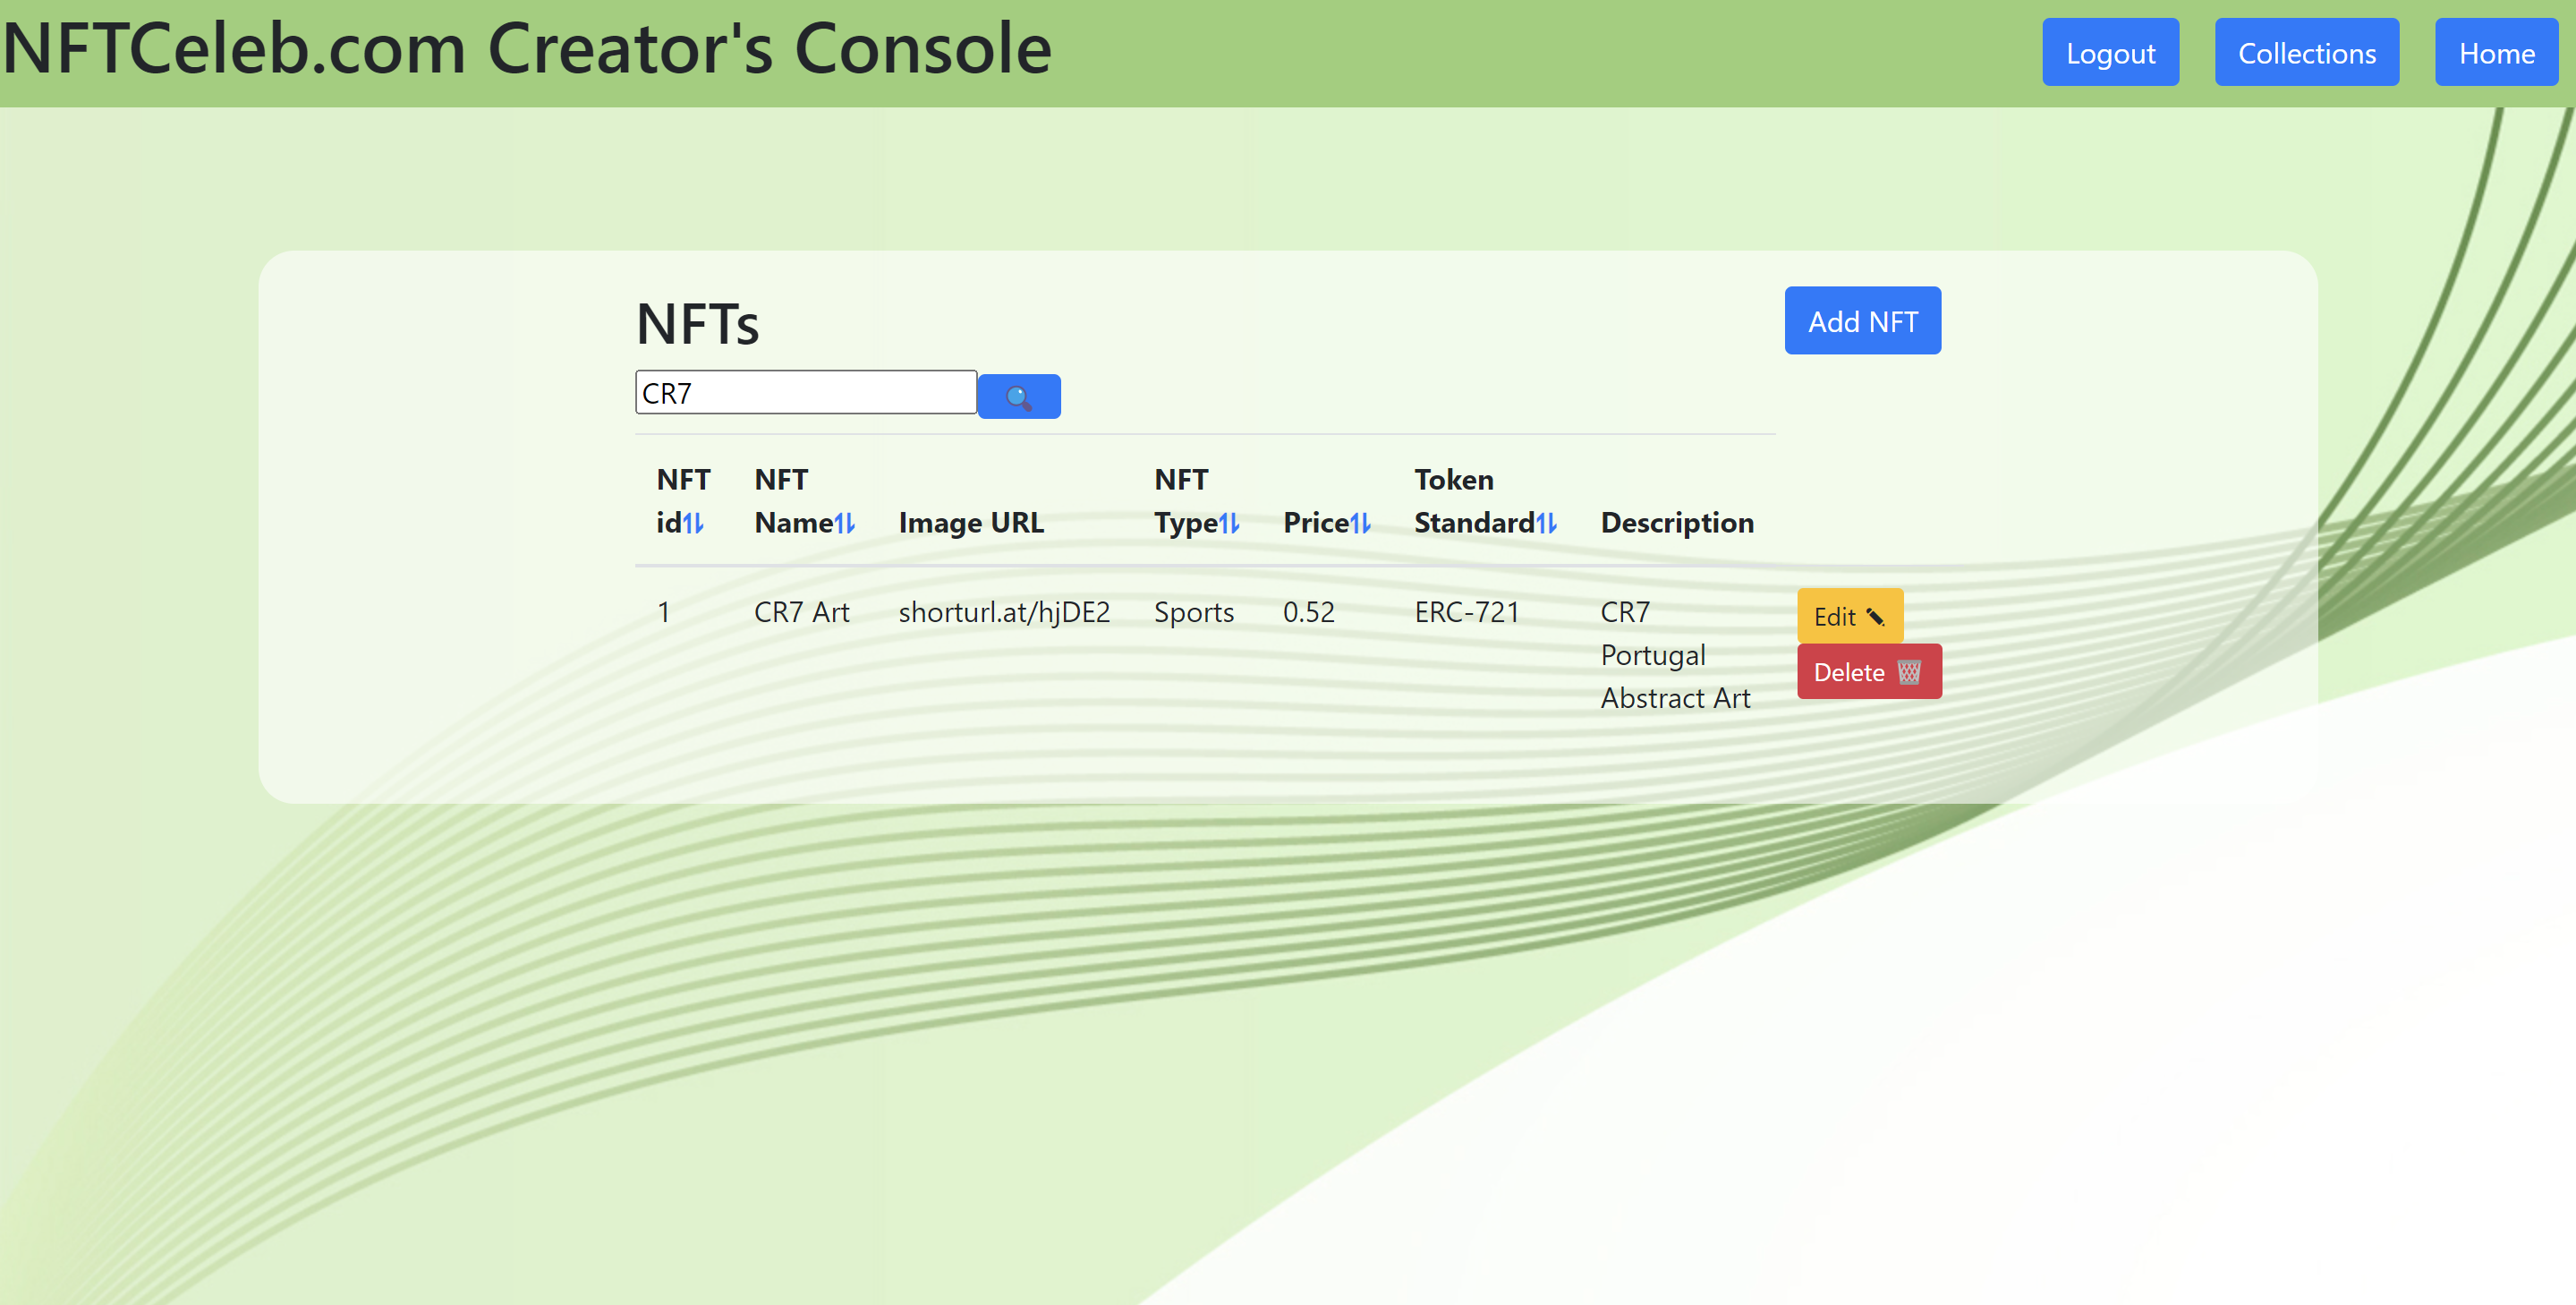 NFTCeleb.com Creator's Console
Logout
Collections
Home
NFTs
Add NFT
CR7
NFT id
NFT Name
Image URL
NFT Type
Price
Token Standard
Description
1
CR7 Art
shorturl.at/hjDE2
Sports
0.52
ERC-721
CR7
Portugal
Abstract Art
Edit
Delete